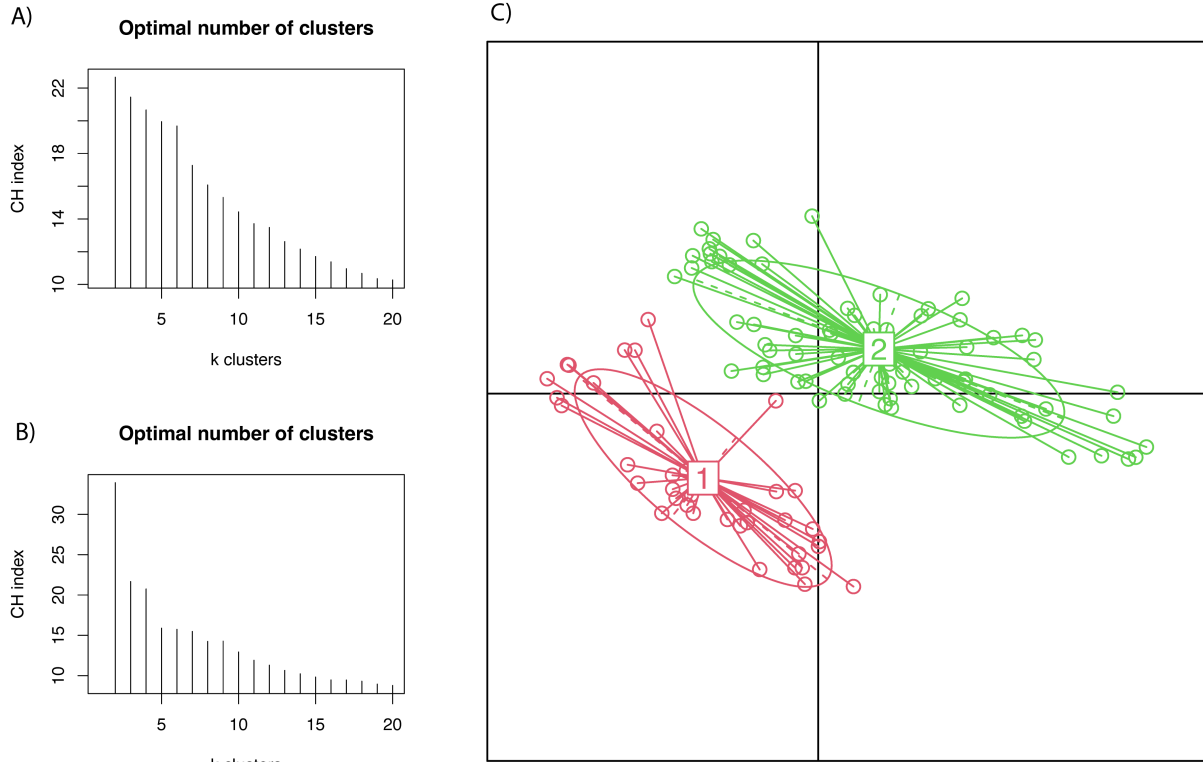 A)
Optimal number of clusters
CH index
22
18
14
10
5 10 15 20
k clusters
B)
Optimal number of clusters
CH index
30
25
20
15
10
5 10 15 20
k clusters
C)
1
2